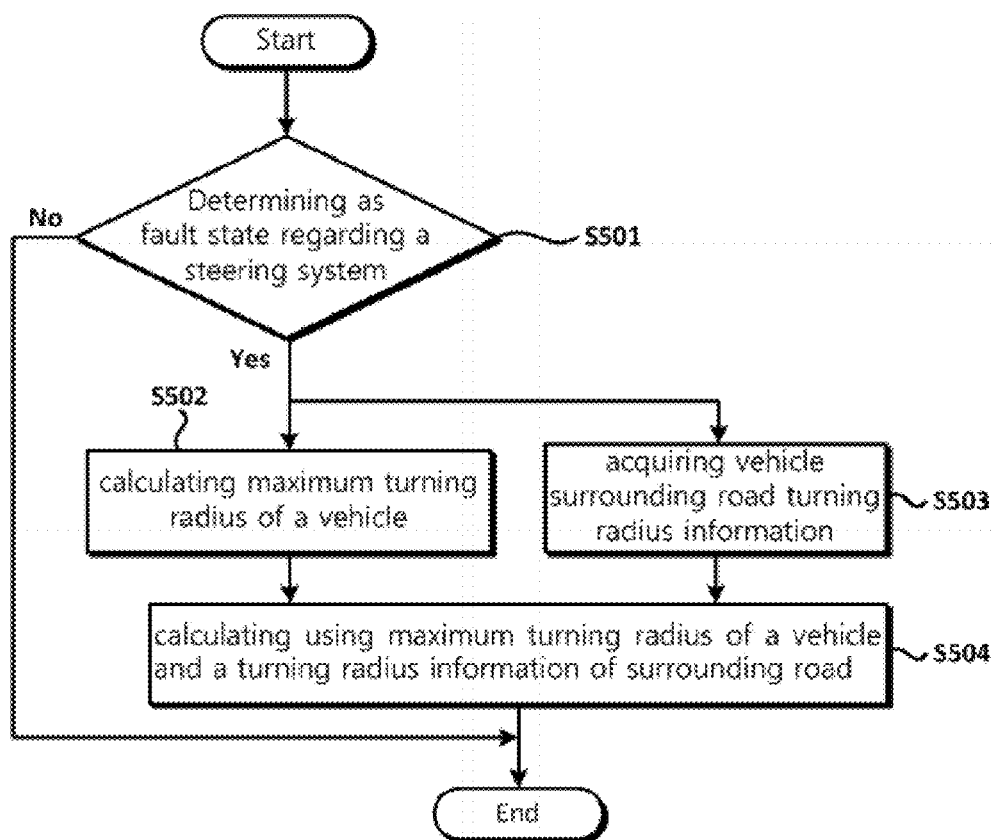 Start
Determining as
fault state regarding a
steering system
No
S501
Yes
S502
calculating maximum turning
radius of a vehicle
acquiring vehicle
surrounding road turning
radius information
S503
calculating using maximum turning radius of a vehicle
and a turning radius information of surrounding road
S504
End